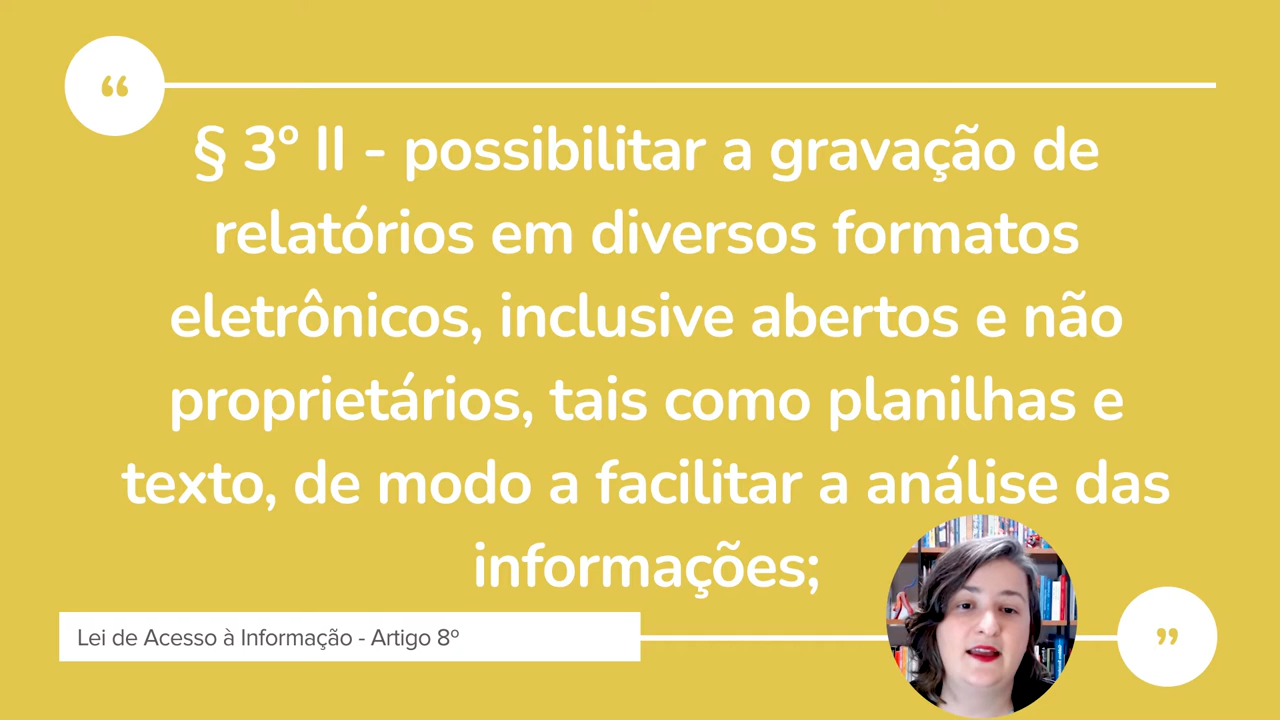 “
§ 3º II - possibilitar a gravação de
relatórios em diversos formatos
eletrônicos, inclusive abertos e não
proprietários, tais como planilhas e
texto, de modo a facilitar a análise das
informações;
Lei de Acesso à Informação - Artigo 8º
”